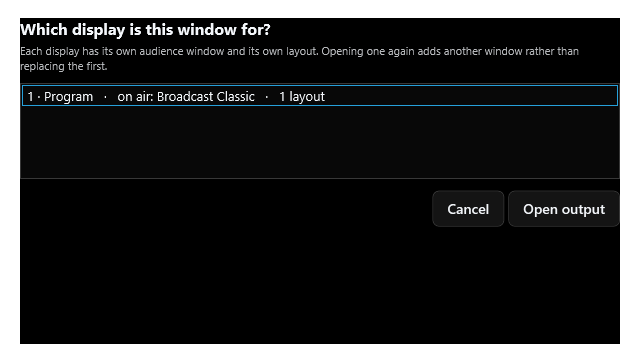 Which display is this window for?
Each display has its own audience window and its own layout. Opening one again adds another window rather than
replacing the first.
1 · Program · on air: Broadcast Classic · 1 layout
Cancel
Open output